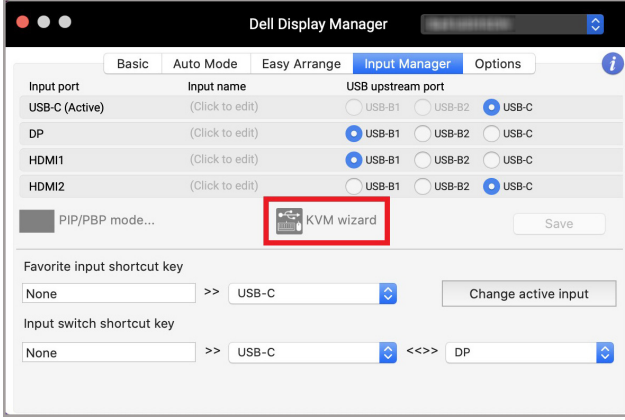 Dell Display Manager
Basic Auto Mode Easy Arrange Input Manager Options i
Input port Input name USB upstream port
USB-C (Active) (Click to edit) USB-B1 USB-B2 USB-C
DP (Click to edit) USB-B1 USB-B2 USB-C
HDMI1 (Click to edit) USB-B1 USB-B2 USB-C
HDMI2 (Click to edit) USB-B1 USB-B2 USB-C
PIP/PBP mode... KVM wizard Save
Favorite input shortcut key
None >> USB-C Change active input
Input switch shortcut key
None >> USB-C <<>> DP